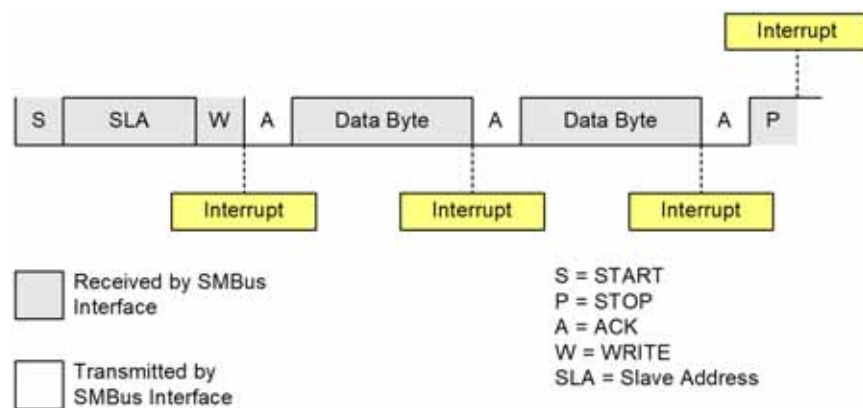 Interrupt
S SLA W A Data Byte A Data Byte A P
Interrupt Interrupt Interrupt
Received by SMBus
Interface
Transmitted by
SMBus Interface
S = START
P = STOP
A = ACK
W = WRITE
SLA = Slave Address